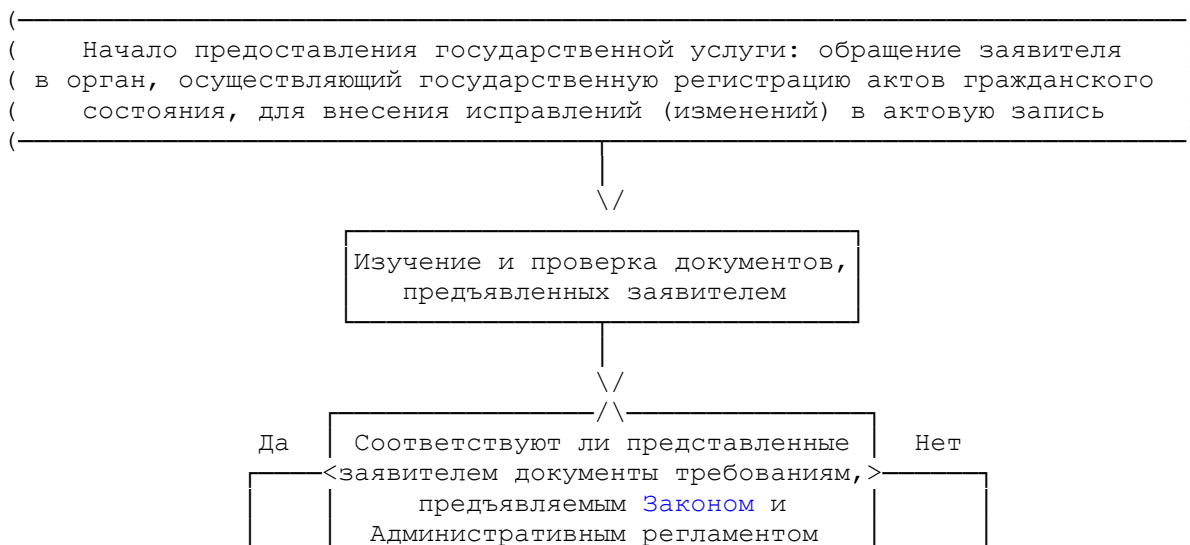 Начало предоставления государственной услуги: обращение заявителя
в орган, осуществляющий государственную регистрацию актов гражданского
состояния, для внесения исправлений (изменений) в актовую запись
Изучение и проверка документов,
предъявленных заявителем
Да Соответствуют ли представленные Нет
заявителем документы требованиям,
предъявляемым Законом и
Административным регламентом